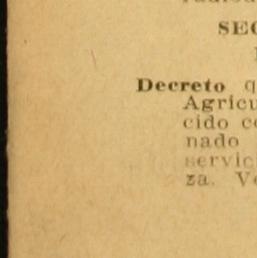 SEC
Decreto q
Agricu
cido c
nado
servic
za. V